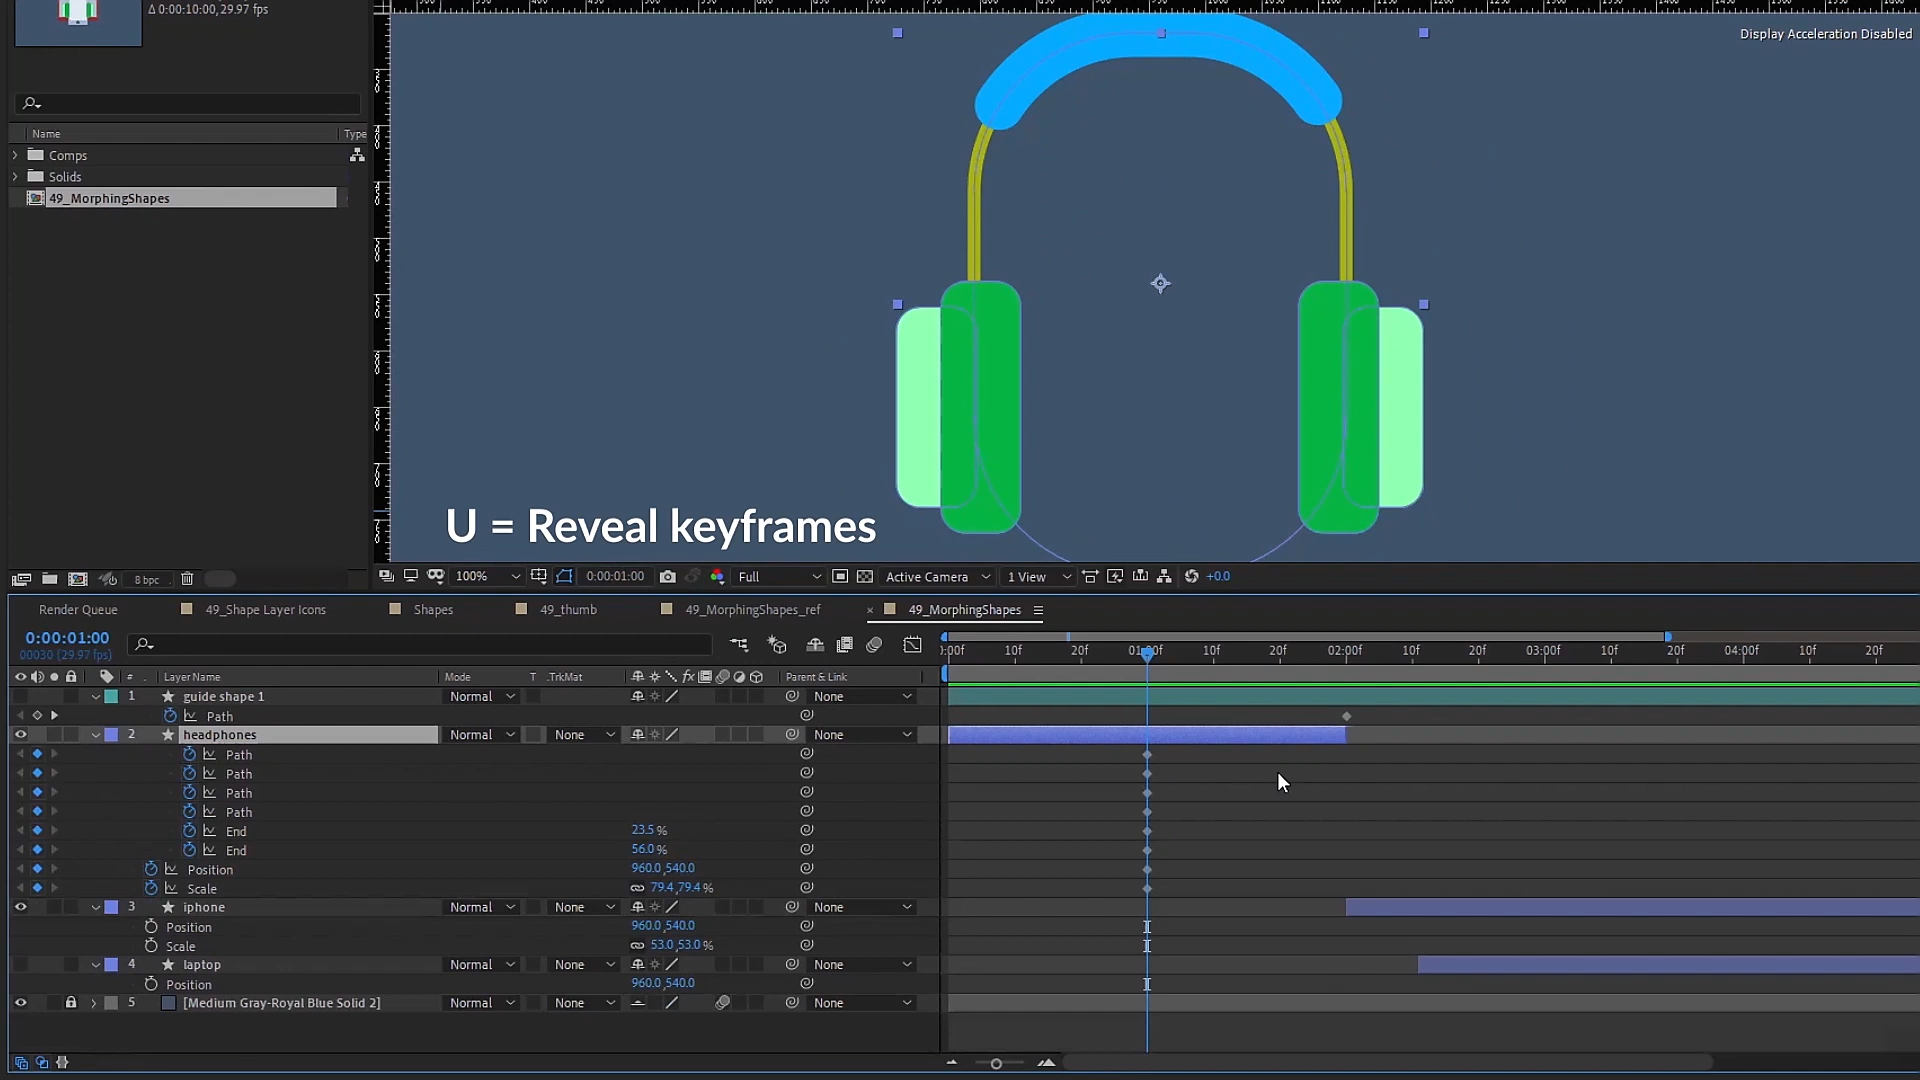 Δ 0:00:10:00, 29.97 fps
Display Acceleration Disabled
Name Type
Comps
Solids
49_MorphingShapes
U = Reveal keyframes
8 bpc
100% 0:00:01:00 Full Active Camera 1 View +0.0
Render Queue 49_Shape Layer Icons Shapes 49_thumb 49_MorphingShapes_ref × 49_MorphingShapes
0:00:01:00
00030 (29.97 fps)
:00f 10f 20f 01:00f 10f 20f 02:00f 10f 20f 03:00f 10f 20f 04:00f 10f 20f
# Layer Name Mode T .TrkMat fx Parent & Link
1 guide shape 1 Normal None
Path
2 headphones Normal None None
Path
Path
Path
Path
End 23.5 %
End 56.0 %
Position 960.0,540.0
Scale 79.4,79.4 %
3 iphone Normal None None
Position 960.0,540.0
Scale 53.0,53.0 %
4 laptop Normal None None
Position 960.0,540.0
5 [Medium Gray-Royal Blue Solid 2] Normal None None